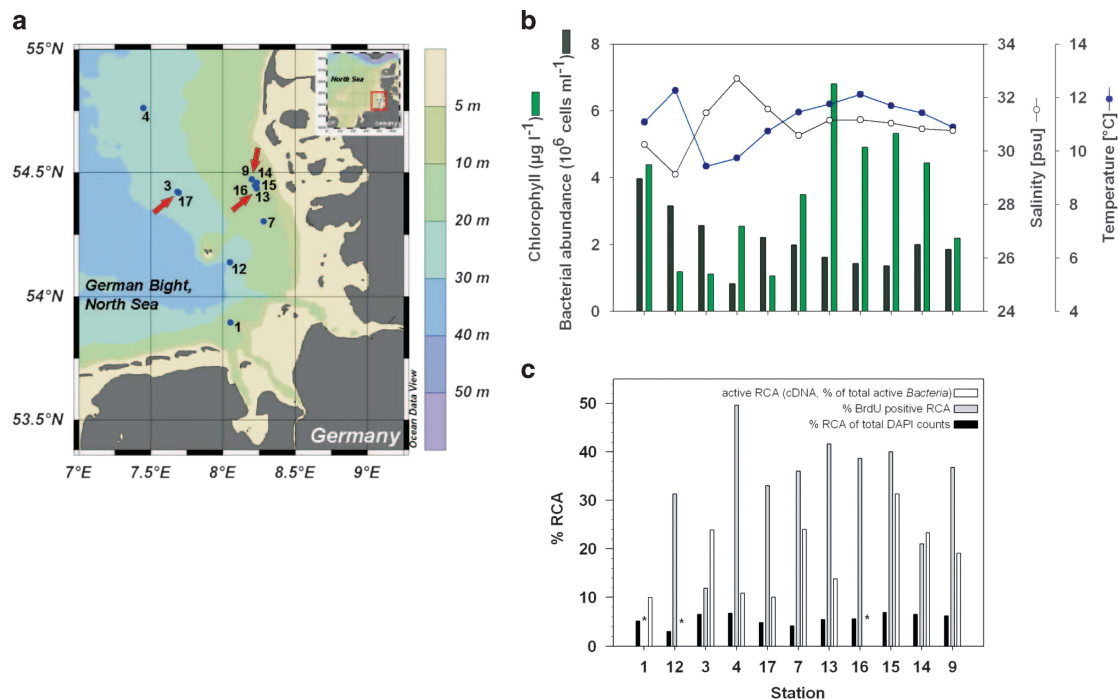 a
55°N
54.5°N
54°N
53.5°N
7°E
7.5°E
8°E
8.5°E
9°E
4
3
17
9
14
16
15
13
7
12
1
North Sea
Germany
German Bight,
North Sea
Germany
Ocean Data View
5 m
10 m
20 m
30 m
40 m
50 m
b
Chlorophyll (µg l⁻¹)
Bacterial abundance (10⁶ cells ml⁻¹)
8
6
4
2
0
34
32
30
28
26
24
Salinity [psu]
14
12
10
8
6
4
Temperature [°C]
c
active RCA (cDNA, % of total active Bacteria)
% BrdU positive RCA
% RCA of total DAPI counts
% RCA
50
40
30
20
10
0
*
*
*
1 12 3 4 17 7 13 16 15 14 9
Station